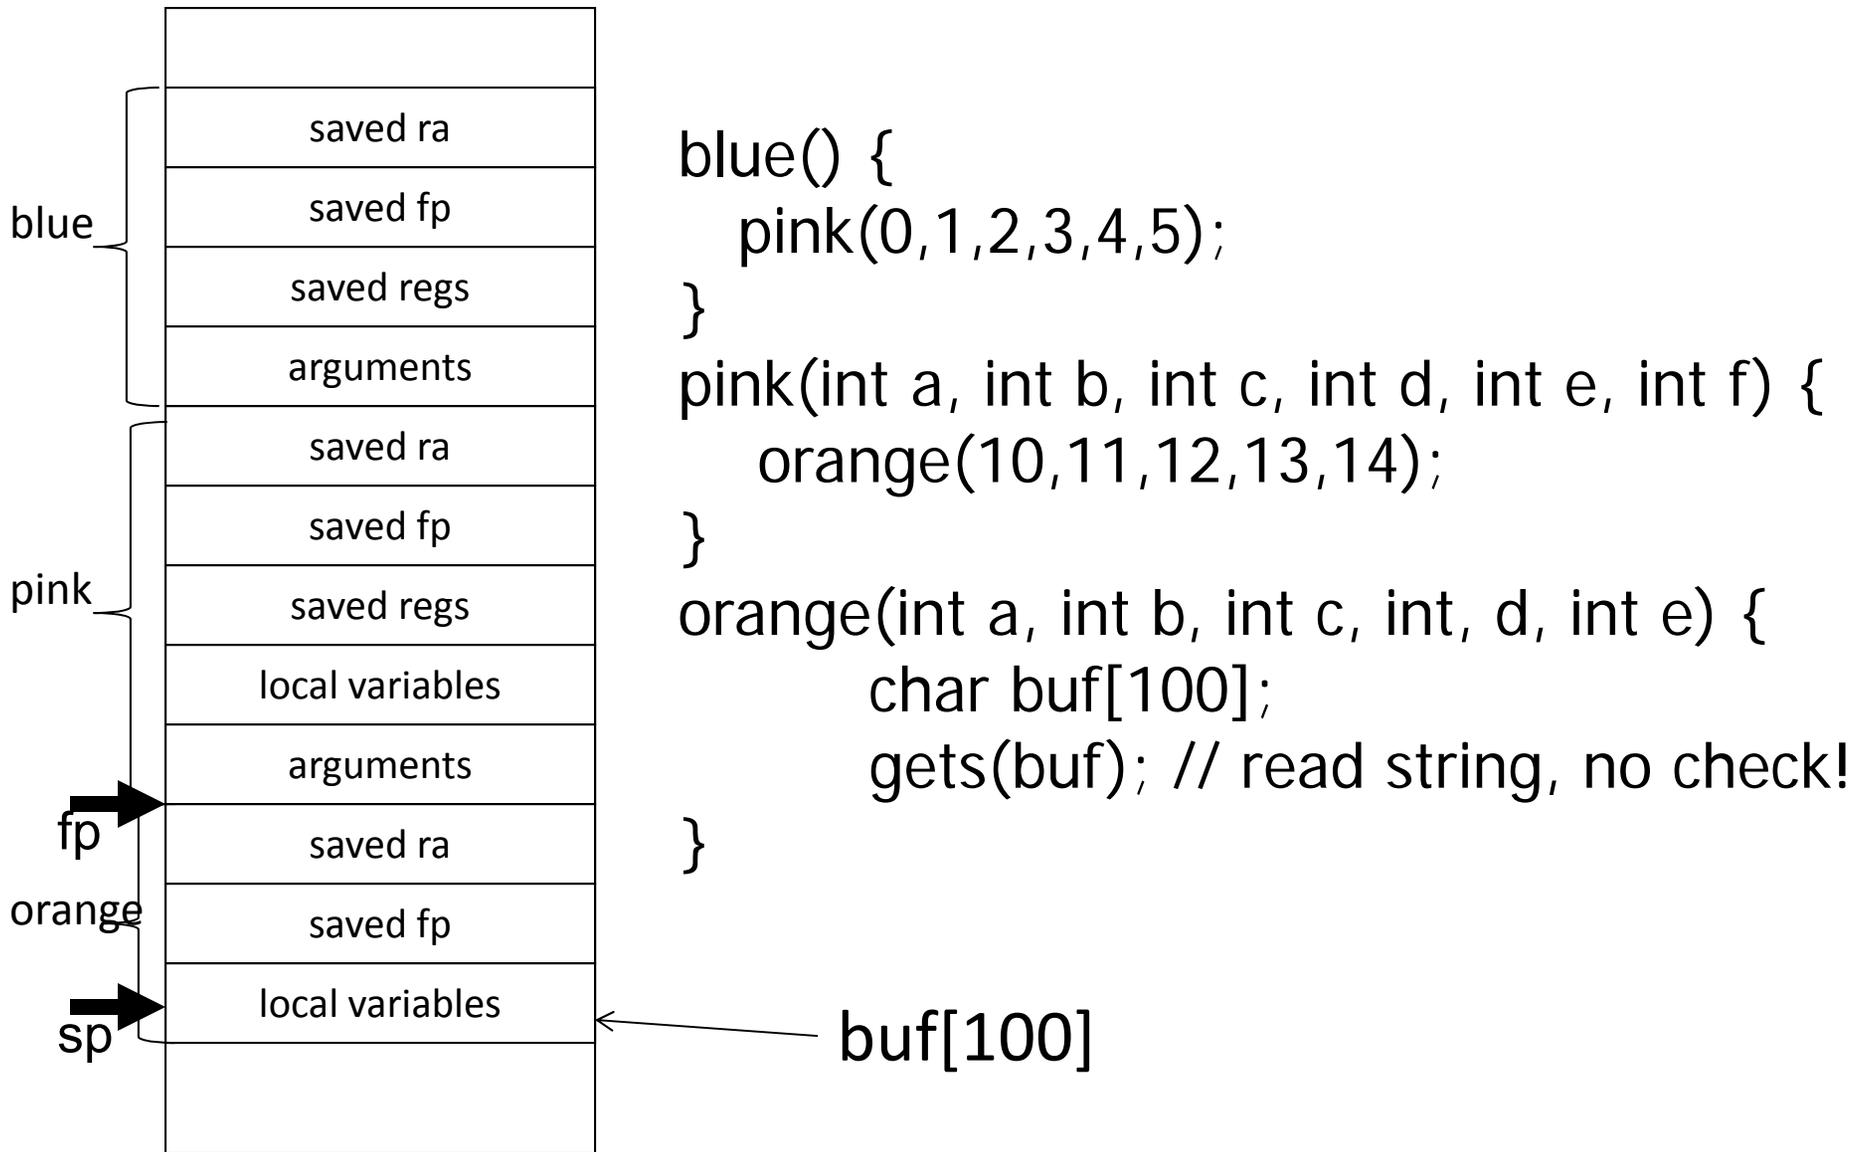 saved ra
saved fp
blue
saved regs
arguments
saved ra
saved fp
pink
saved regs
local variables
arguments
fp
saved ra
orange
saved fp
local variables
sp
blue() {
pink(0,1,2,3,4,5);
}
pink(int a, int b, int c, int d, int e, int f) {
orange(10,11,12,13,14);
}
orange(int a, int b, int c, int, d, int e) {
char buf[100];
gets(buf); // read string, no check!
}
buf[100]